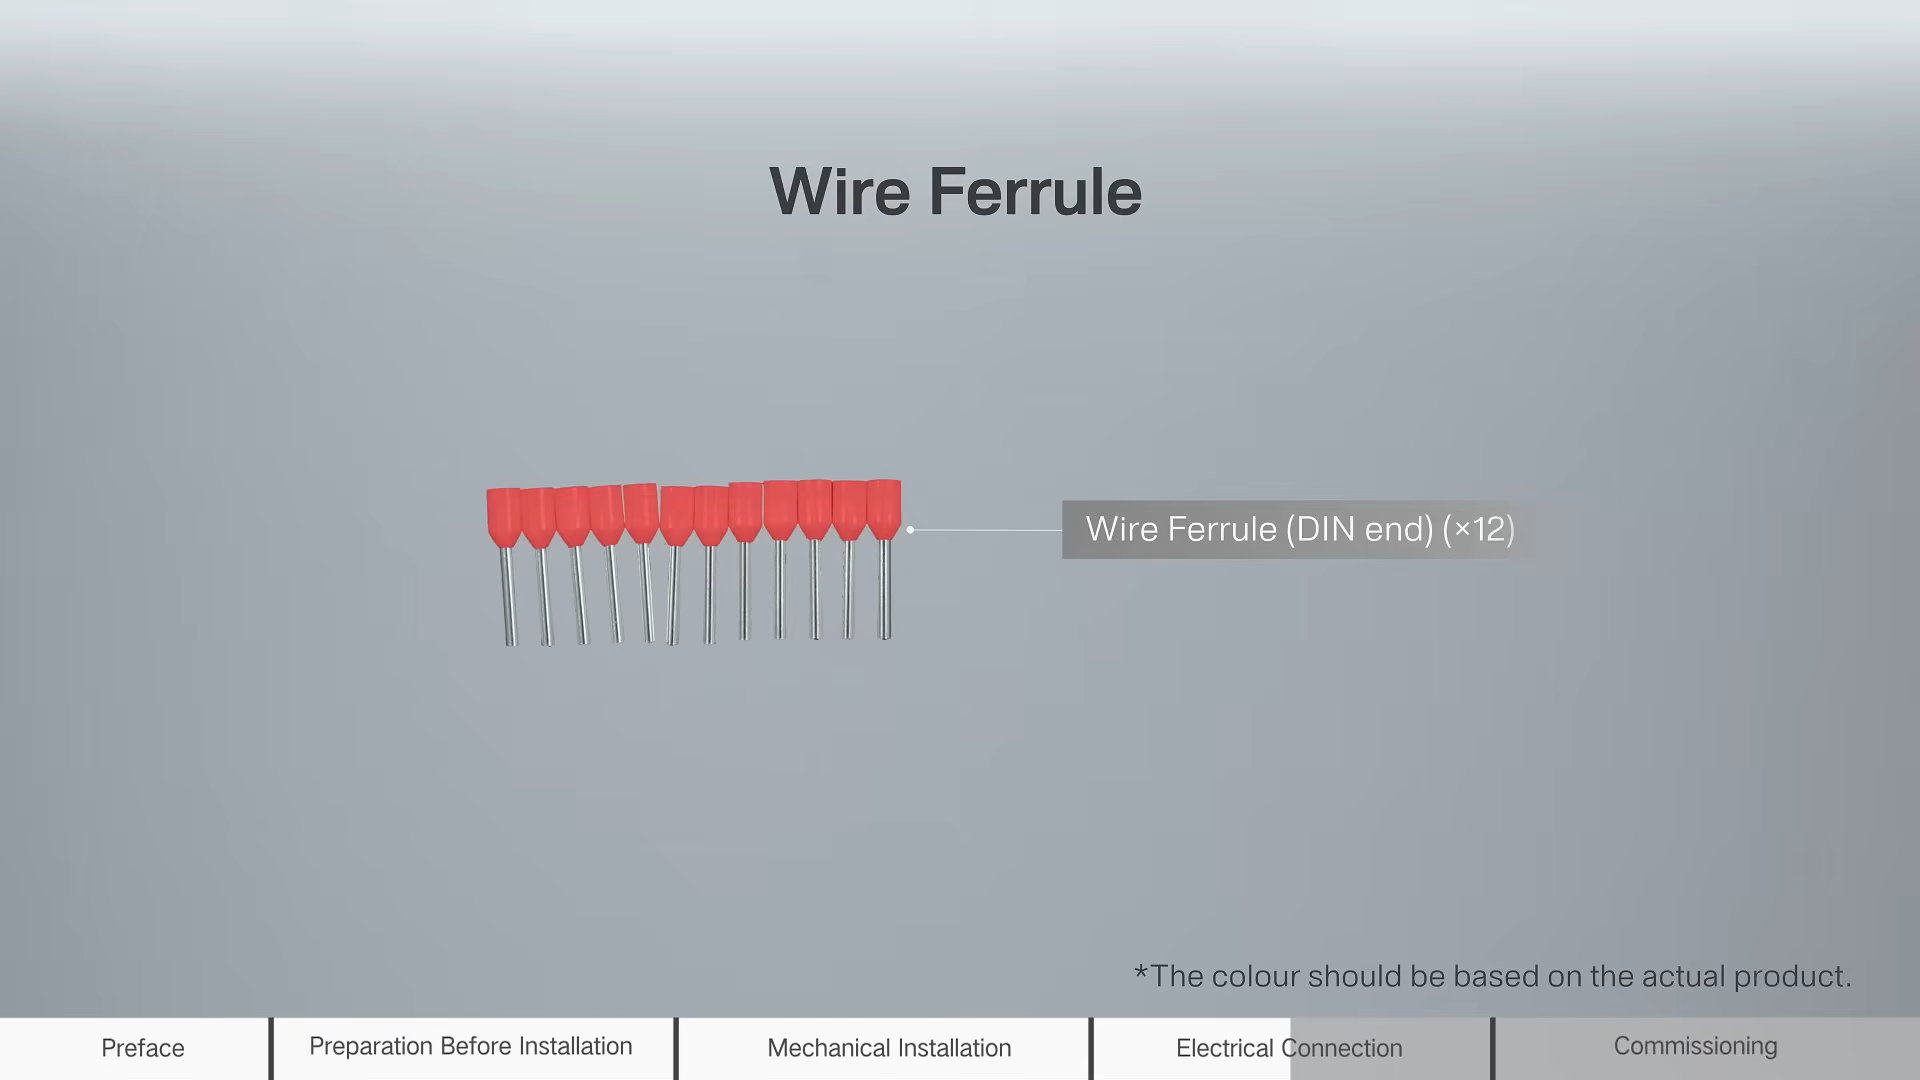 Wire Ferrule
Wire Ferrule (DIN end) (×12)
*The colour should be based on the actual product.
Preface
Preparation Before Installation
Mechanical Installation
Electrical Connection
Commissioning